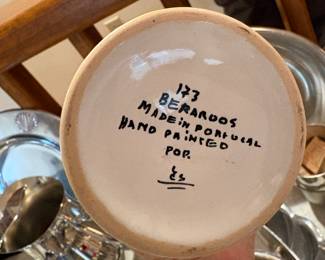 173
BERARDOS
MADE IN PORTUGAL
HAND PAINTED
POR.